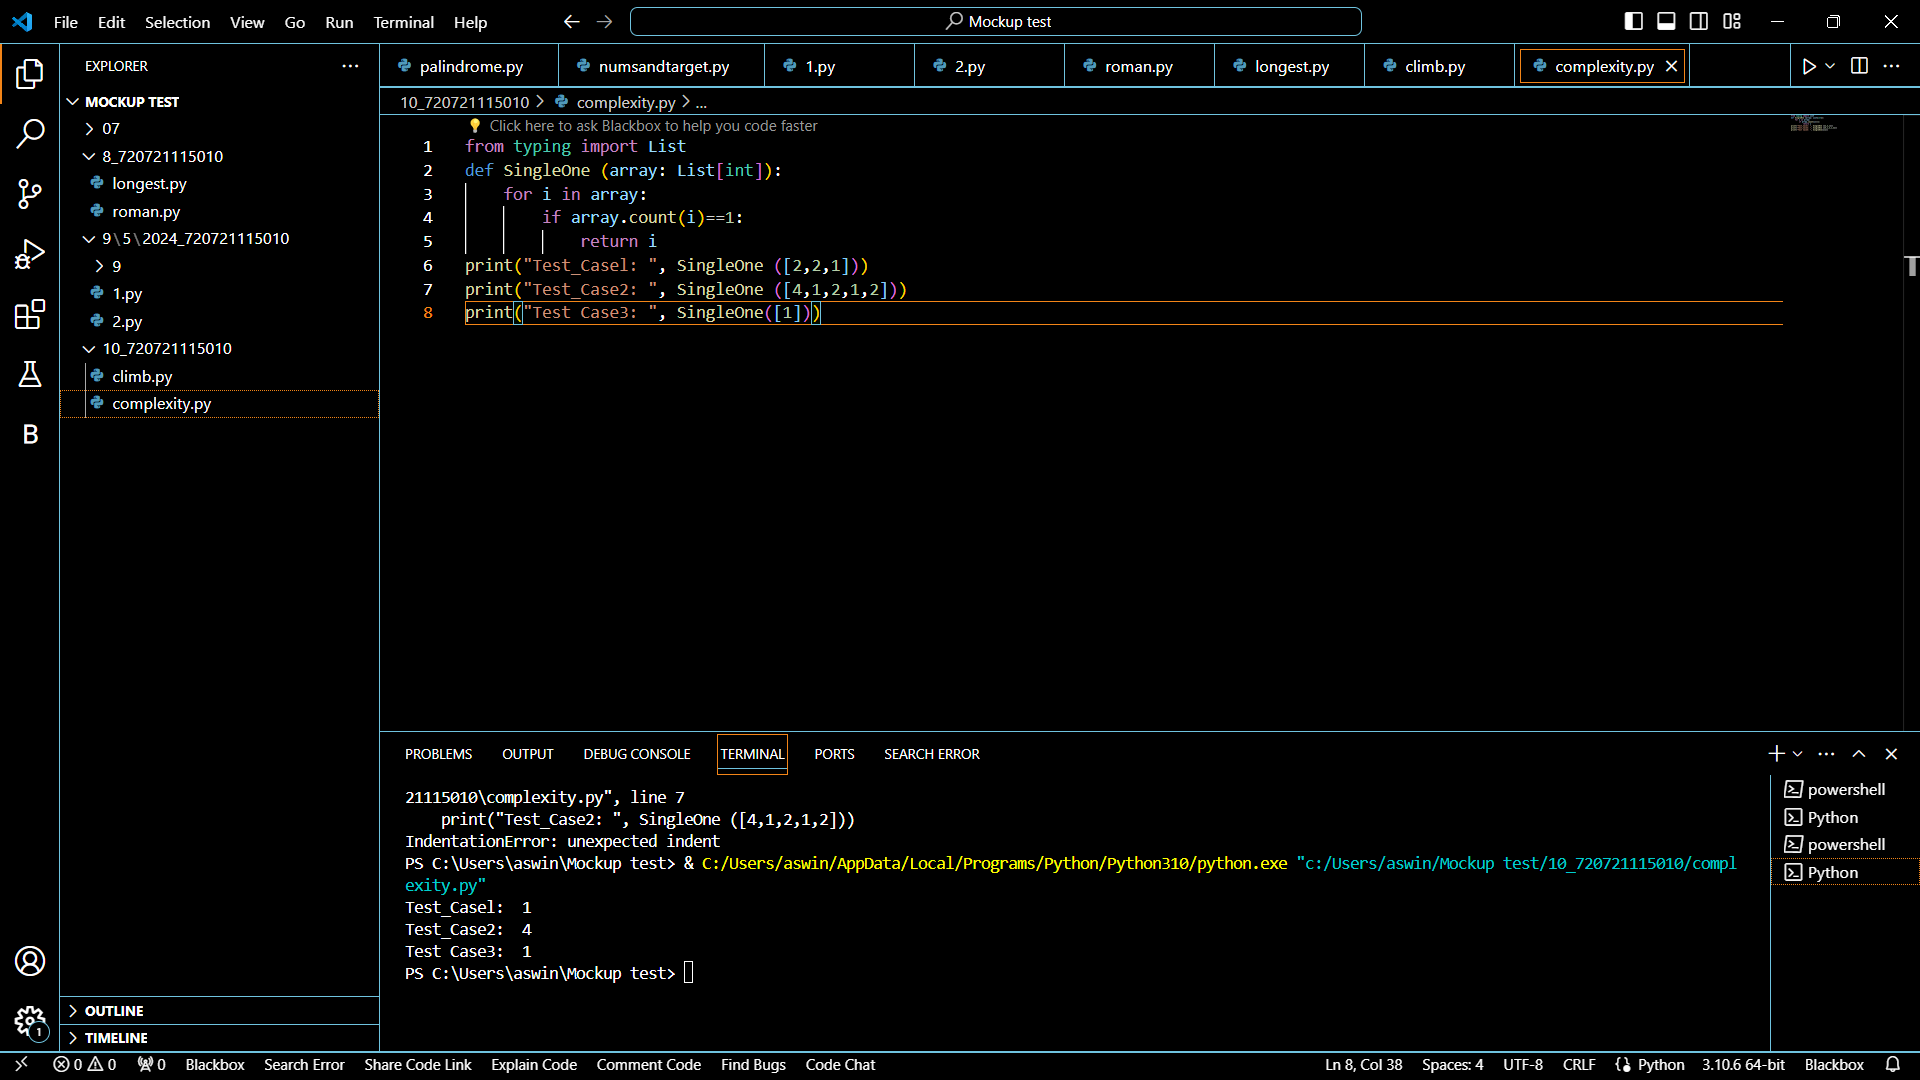 File Edit Selection View Go Run Terminal Help Mockup test
EXPLORER
MOCKUP TEST
07
8_720721115010
longest.py
roman.py
9\5\2024_720721115010
9
1.py
2.py
10_720721115010
climb.py
complexity.py
OUTLINE
TIMELINE
B
1
palindrome.py numsandtarget.py 1.py 2.py roman.py longest.py climb.py complexity.py
10_720721115010 > complexity.py > ...
Click here to ask Blackbox to help you code faster
1 from typing import List
2 def SingleOne (array: List[int]):
3     for i in array:
4         if array.count(i)==1:
5             return i
6 print("Test_Casel: ", SingleOne ([2,2,1]))
7 print("Test_Case2: ", SingleOne ([4,1,2,1,2]))
8 print("Test Case3: ", SingleOne([1]))
PROBLEMS OUTPUT DEBUG CONSOLE TERMINAL PORTS SEARCH ERROR
21115010\complexity.py", line 7
    print("Test_Case2: ", SingleOne ([4,1,2,1,2]))
IndentationError: unexpected indent
PS C:\Users\aswin\Mockup test> & C:/Users/aswin/AppData/Local/Programs/Python/Python310/python.exe "c:/Users/aswin/Mockup test/10_720721115010/compl
exity.py"
Test_Casel:  1
Test_Case2:  4
Test Case3:  1
PS C:\Users\aswin\Mockup test>
powershell
Python
powershell
Python
0 0 0 Blackbox Search Error Share Code Link Explain Code Comment Code Find Bugs Code Chat Ln 8, Col 38 Spaces: 4 UTF-8 CRLF Python 3.10.6 64-bit Blackbox